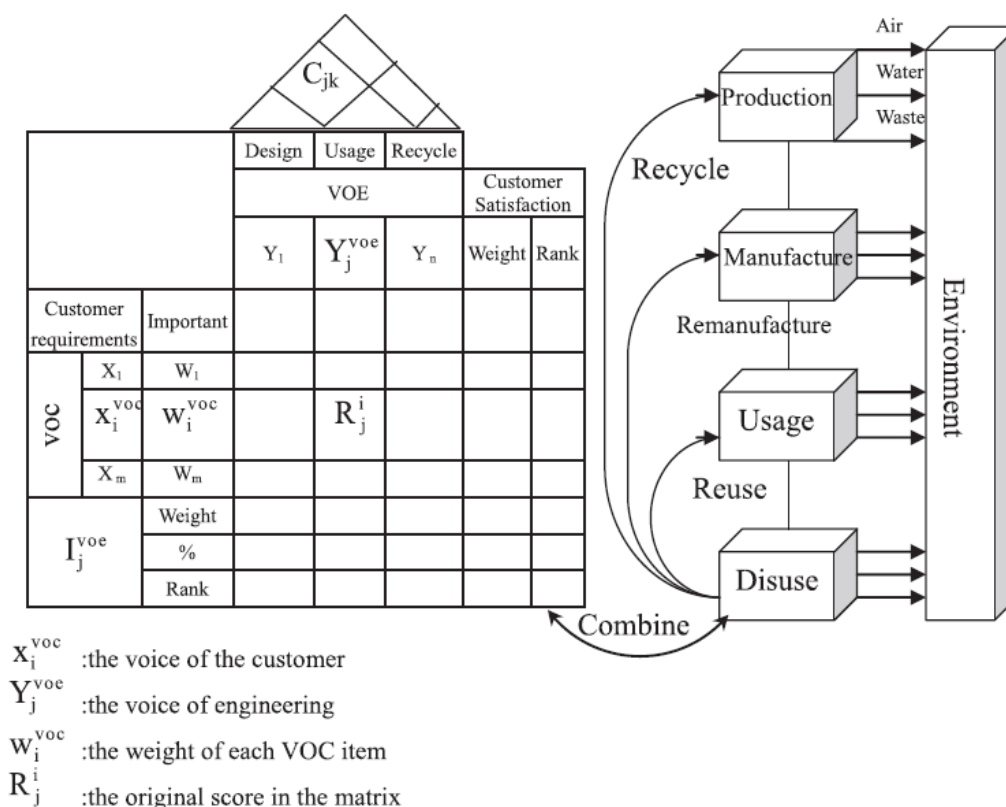 C_jk
Design Usage Recycle
VOE
Customer
Satisfaction
Y_1 Y_j^voe Y_n Weight Rank
Customer
requirements
Important
voc
X_1 W_1
x_i^voc w_i^voc R_j^i
X_m W_m
I_j^voe
Weight
%
Rank
Air
Water
Waste
Production
Recycle
Manufacture
Remanufacture
Usage
Reuse
Disuse
Combine
Environment
x_i^voc :the voice of the customer
Y_j^voe :the voice of engineering
w_i^voc :the weight of each VOC item
R_j^i :the original score in the matrix